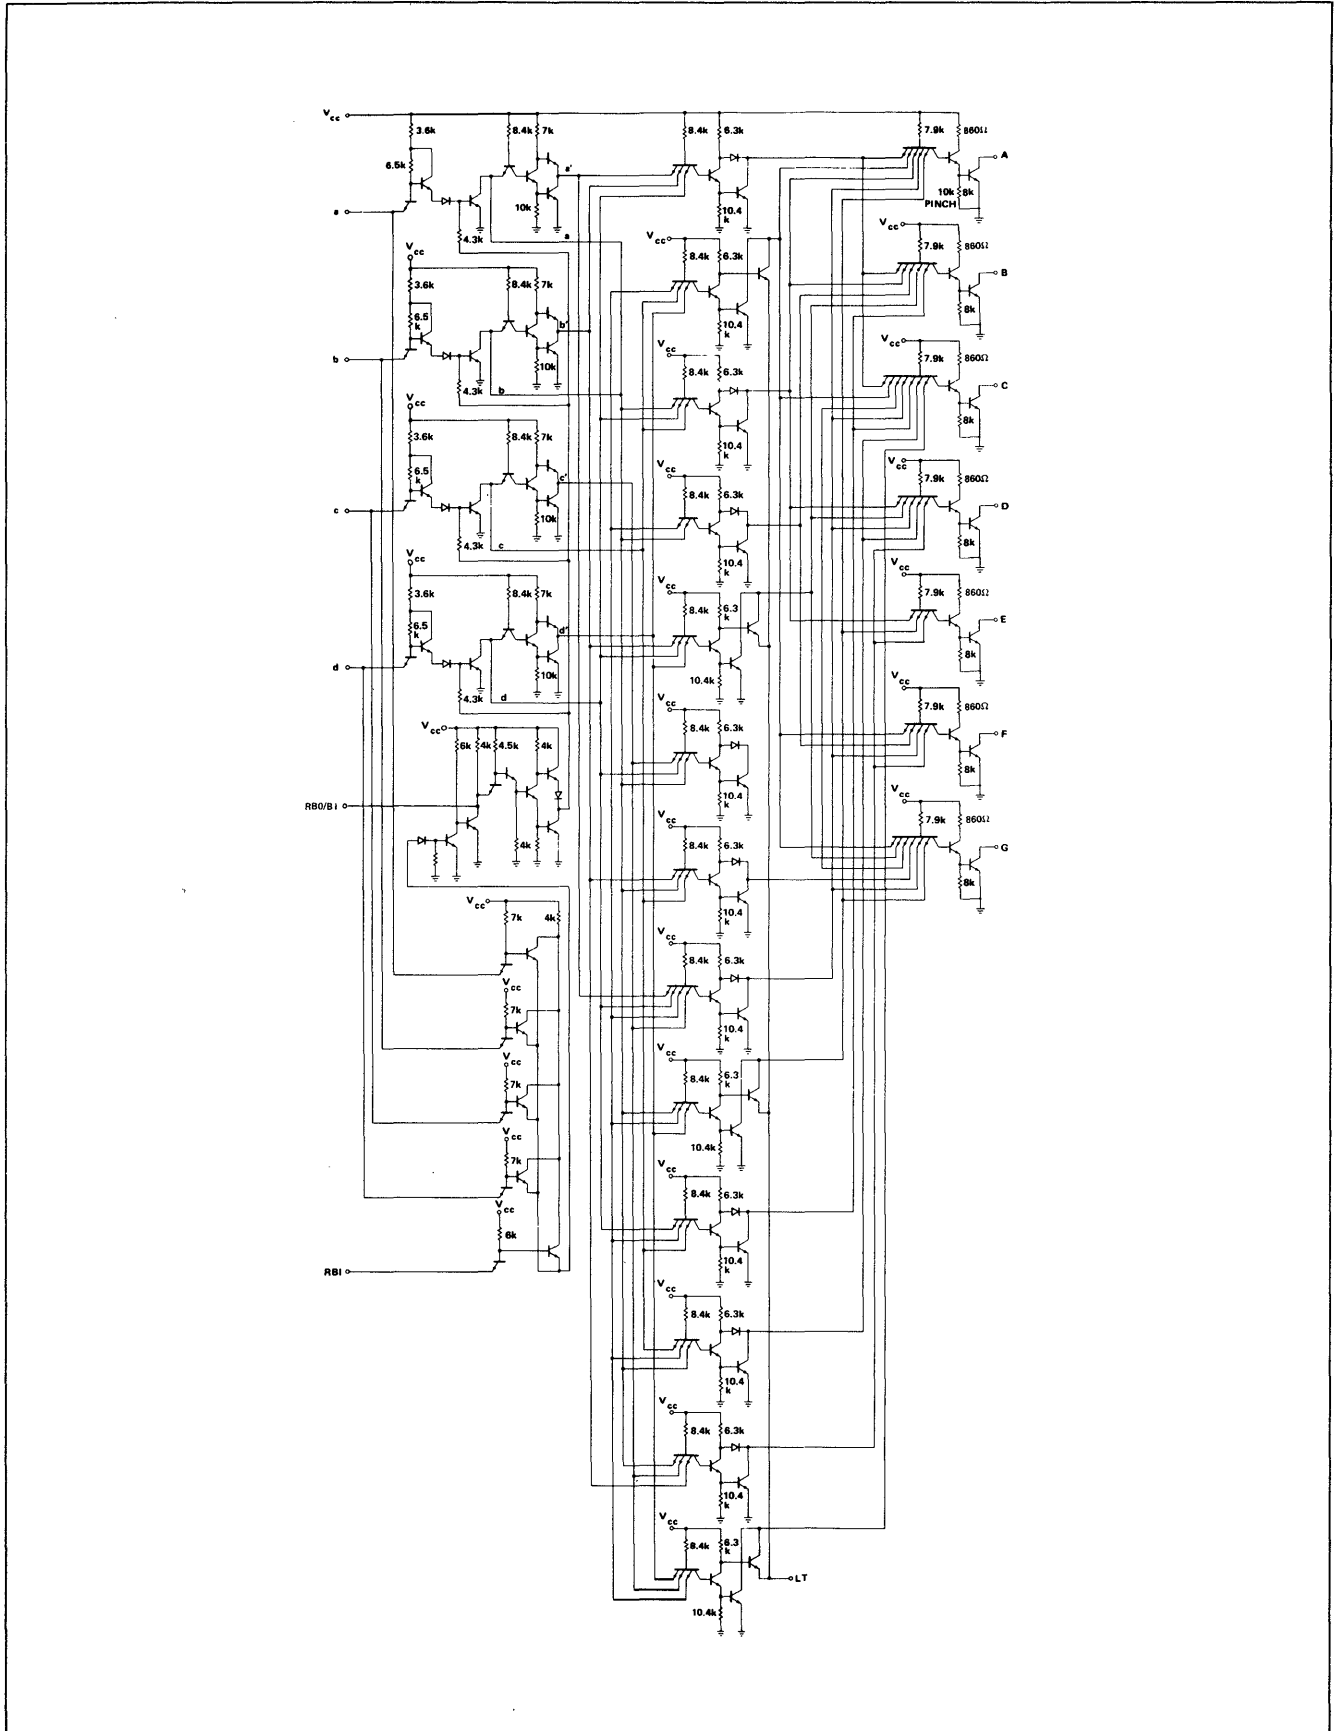 Vcc
3.6k
8.4k
7k
8.4k
6.3k
7.9k
860Ω
A
6.5k
a'
10k
PINCH
8k
10k
10.4
k
a
4.3k
a
Vcc
8.4k
6.3k
Vcc
7.9k
860Ω
B
Vcc
3.6k
8.4k
7k
6.5
k
b'
10.4
k
8k
b
10k
4.3k
b
Vcc
8.4k
6.3k
Vcc
7.9k
860Ω
C
10.4
k
8k
Vcc
3.6k
8.4k
7k
6.5
k
c'
c
10k
4.3k
c
Vcc
8.4k
6.3k
Vcc
7.9k
860Ω
D
10.4
k
8k
Vcc
3.6k
8.4k
7k
6.5
k
d'
d
10k
4.3k
d
Vcc
8.4k
6.3
k
Vcc
7.9k
860Ω
E
10.4k
8k
Vcc
6k
4k
4.5k
4k
Vcc
8.4k
6.3k
Vcc
7.9k
860Ω
F
10.4
k
8k
RBO/BI
4k
Vcc
8.4k
6.3k
Vcc
7.9k
860Ω
G
10.4
k
8k
Vcc
7k
4k
Vcc
8.4k
6.3k
10.4
k
Vcc
7k
Vcc
8.4k
6.3
k
10.4k
Vcc
7k
Vcc
7k
Vcc
8.4k
6.3k
10.4
k
Vcc
6k
RBI
Vcc
8.4k
6.3k
10.4
k
Vcc
8.4k
6.3k
10.4
k
Vcc
8.4k
6.3
k
10.4k
LT